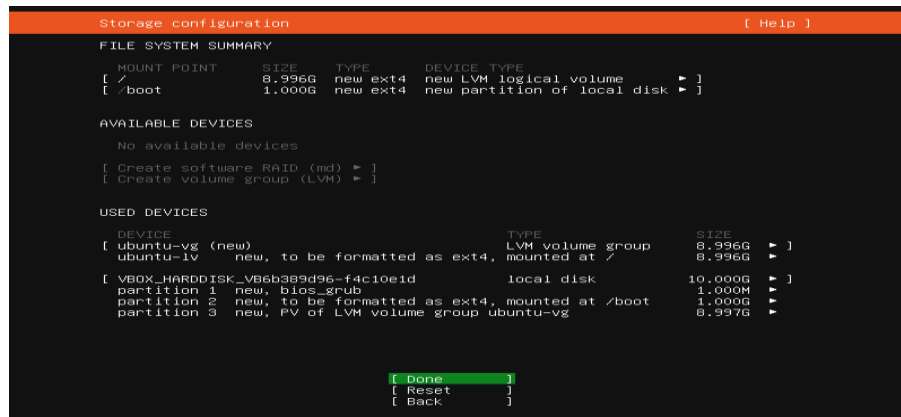 Storage configuration [ Help ]
FILE SYSTEM SUMMARY
MOUNT POINT SIZE TYPE DEVICE TYPE
[ / 8.996G new ext4 new LVM logical volume ► ]
[ /boot 1.000G new ext4 new partition of local disk ► ]
AVAILABLE DEVICES
No available devices
[ Create software RAID (md) ► ]
[ Create volume group (LVM) ► ]
USED DEVICES
DEVICE TYPE SIZE
[ ubuntu-vg (new) LVM volume group 8.996G ► ]
ubuntu-lv new, to be formatted as ext4, mounted at / 8.996G ►
[ VBOX_HARDDISK_VB6b389d96-f4c10e1d local disk 10.000G ► ]
partition 1 new, bios_grub 1.000M ►
partition 2 new, to be formatted as ext4, mounted at /boot 1.000G ►
partition 3 new, PV of LVM volume group ubuntu-vg 8.997G ►
[ Done ]
[ Reset ]
[ Back ]